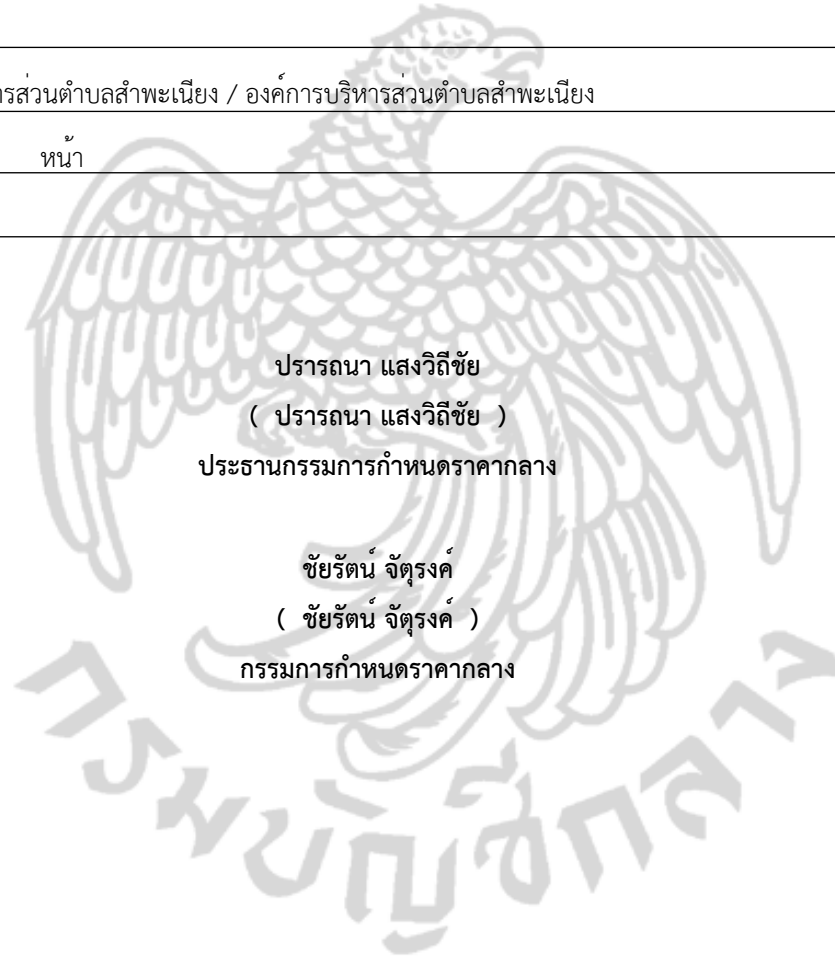 ารส่วนตำบลสำพะเนียง / องค์การบริหารส่วนตำบลสำพะเนียง
หน้า
ปรารถนา แสงวิถีชัย
( ปรารถนา แสงวิถีชัย )
ประธานกรรมการกำหนดราคากลาง
ชัยรัตน์ จัตุรงค์
( ชัยรัตน์ จัตุรงค์ )
กรรมการกำหนดราคากลาง
กรมบัญชีกลาง